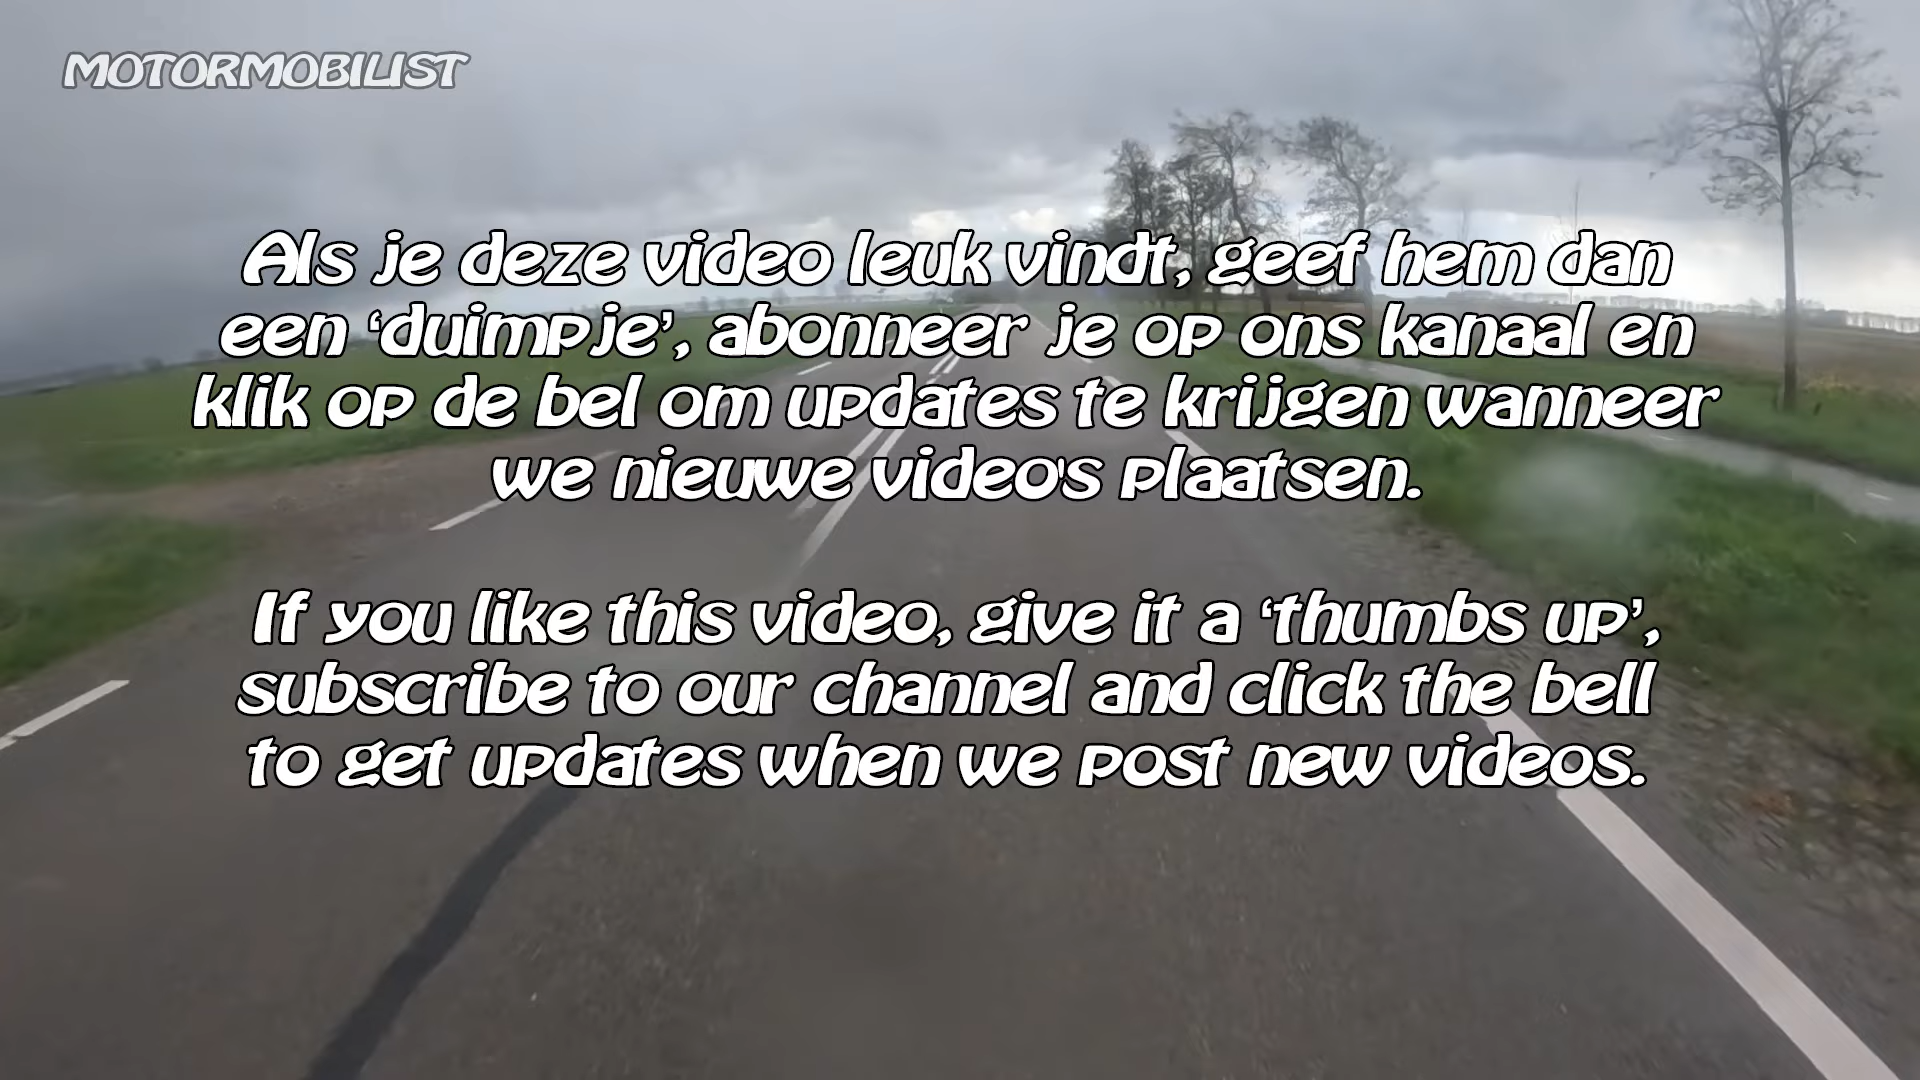 MOTORMOBILIST
Als je deze video leuk vindt, geef hem dan
een ‘duimpje’, abonneer je op ons kanaal en
klik op de bel om updates te krijgen wanneer
we nieuwe video's plaatsen.
If you like this video, give it a ‘thumbs up’,
subscribe to our channel and click the bell
to get updates when we post new videos.